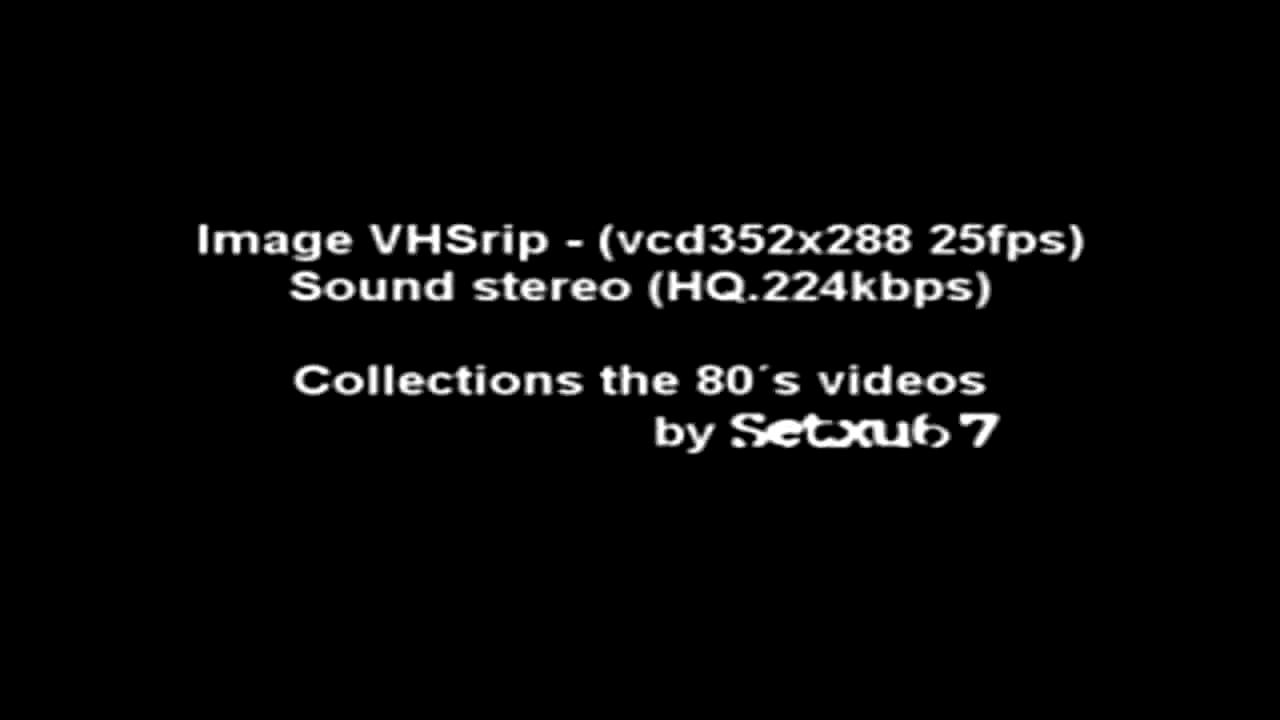 Image VHSrip - (vcd352x288 25fps)
Sound stereo (HQ.224kbps)
Collections the 80´s videos
by Setxu67